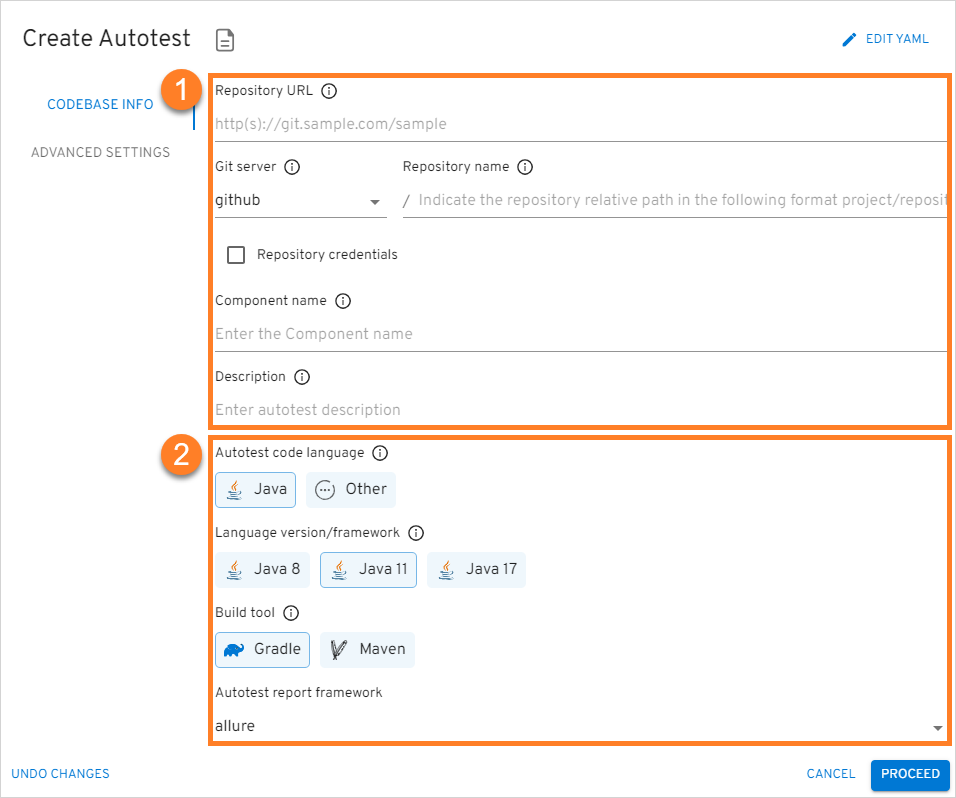 Create Autotest
EDIT YAML
1
CODEBASE INFO
ADVANCED SETTINGS
Repository URL
http(s)://git.sample.com/sample
Git server
Repository name
github
/ Indicate the repository relative path in the following format project/reposit
Repository credentials
Component name
Enter the Component name
Description
Enter autotest description
2
Autotest code language
Java
Other
Language version/framework
Java 8
Java 11
Java 17
Build tool
Gradle
Maven
Autotest report framework
allure
UNDO CHANGES
CANCEL
PROCEED